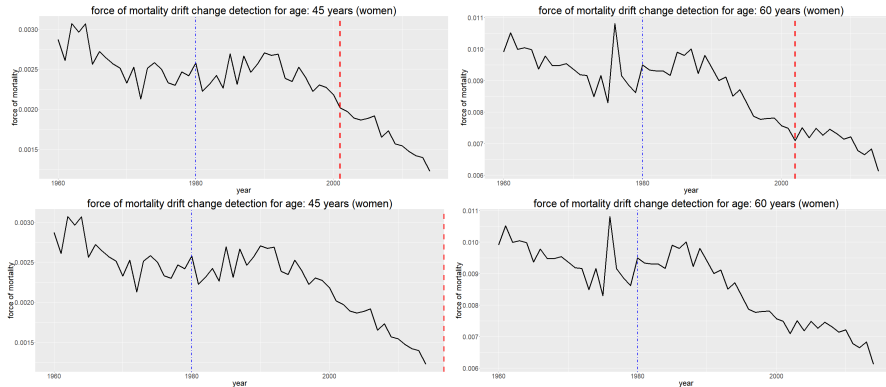 force of mortality drift change detection for age: 45 years (women)
force of mortality
0.0030
0.0025
0.0020
0.0015
1960
1980
2000
year
force of mortality drift change detection for age: 60 years (women)
force of mortality
0.011
0.010
0.009
0.008
0.007
0.006
1960
1980
2000
year
force of mortality drift change detection for age: 45 years (women)
force of mortality
0.0030
0.0025
0.0020
0.0015
1960
1980
2000
year
force of mortality drift change detection for age: 60 years (women)
force of mortality
0.011
0.010
0.009
0.008
0.007
0.006
1960
1980
2000
year